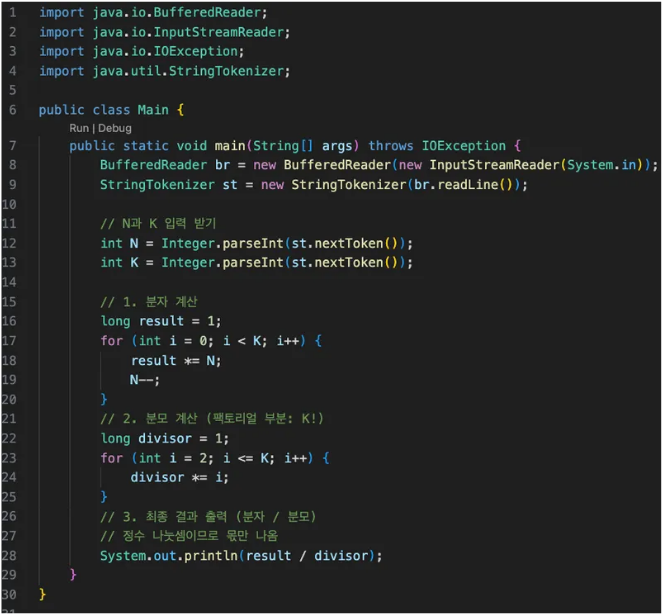 1 import java.io.BufferedReader;
2 import java.io.InputStreamReader;
3 import java.io.IOException;
4 import java.util.StringTokenizer;
5
6 public class Main {
Run | Debug
7 public static void main(String[] args) throws IOException {
8 BufferedReader br = new BufferedReader(new InputStreamReader(System.in));
9 StringTokenizer st = new StringTokenizer(br.readLine());
10
11 // N과 K 입력 받기
12 int N = Integer.parseInt(st.nextToken());
13 int K = Integer.parseInt(st.nextToken());
14
15 // 1. 분자 계산
16 long result = 1;
17 for (int i = 0; i < K; i++) {
18 result *= N;
19 N--;
20 }
21 // 2. 분모 계산 (팩토리얼 부분: K!)
22 long divisor = 1;
23 for (int i = 2; i <= K; i++) {
24 divisor *= i;
25 }
26 // 3. 최종 결과 출력 (분자 / 분모)
27 // 정수 나눗셈이므로 몫만 나옴
28 System.out.println(result / divisor);
29 }
30 }
31